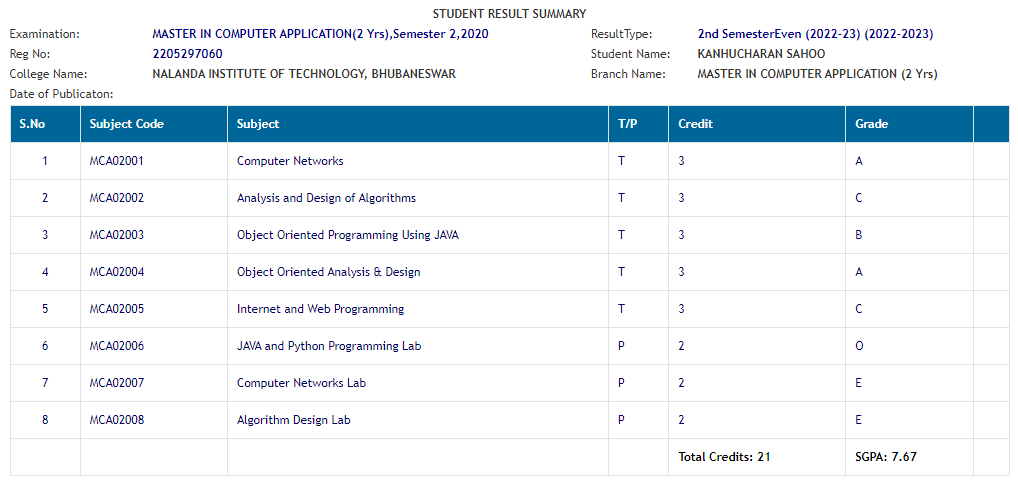 STUDENT RESULT SUMMARY
Examination: MASTER IN COMPUTER APPLICATION(2 Yrs),Semester 2,2020 ResultType: 2nd SemesterEven (2022-23) (2022-2023)
Reg No: 2205297060 Student Name: KANHUCHARAN SAHOO
College Name: NALANDA INSTITUTE OF TECHNOLOGY, BHUBANESWAR Branch Name: MASTER IN COMPUTER APPLICATION (2 Yrs)
Date of Publicaton:
S.No Subject Code Subject T/P Credit Grade
1 MCA02001 Computer Networks T 3 A
2 MCA02002 Analysis and Design of Algorithms T 3 C
3 MCA02003 Object Oriented Programming Using JAVA T 3 B
4 MCA02004 Object Oriented Analysis & Design T 3 A
5 MCA02005 Internet and Web Programming T 3 C
6 MCA02006 JAVA and Python Programming Lab P 2 O
7 MCA02007 Computer Networks Lab P 2 E
8 MCA02008 Algorithm Design Lab P 2 E
Total Credits: 21 SGPA: 7.67